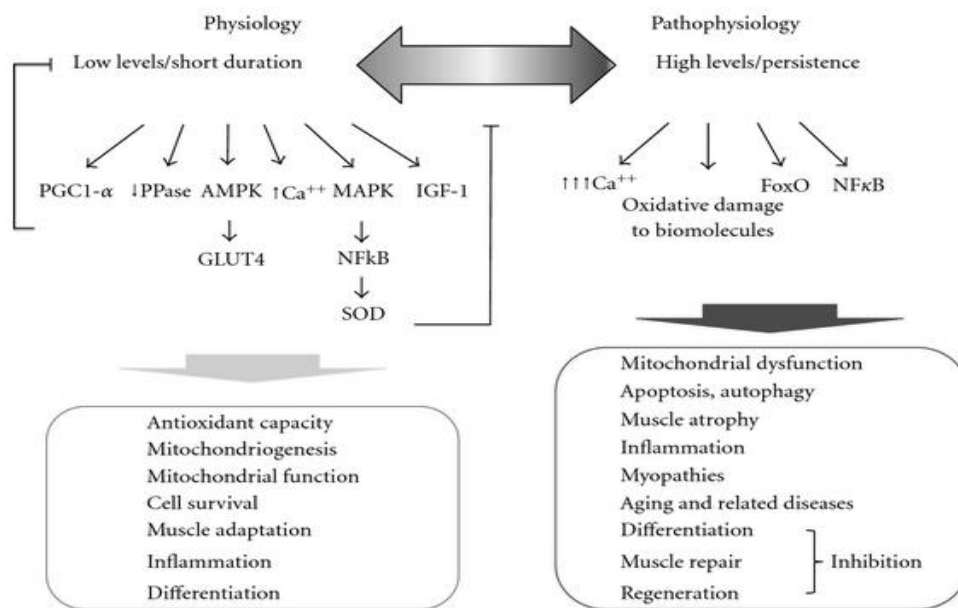 Physiology
Pathophysiology
Low levels/short duration
High levels/persistence
PGC1-α ↓PPase AMPK ↑Ca⁺⁺ MAPK IGF-1
GLUT4
NFkB
SOD
↑↑↑Ca⁺⁺
Oxidative damage
to biomolecules
FoxO
NFκB
Antioxidant capacity
Mitochondriogenesis
Mitochondrial function
Cell survival
Muscle adaptation
Inflammation
Differentiation
Mitochondrial dysfunction
Apoptosis, autophagy
Muscle atrophy
Inflammation
Myopathies
Aging and related diseases
Differentiation
Muscle repair
Regeneration
Inhibition